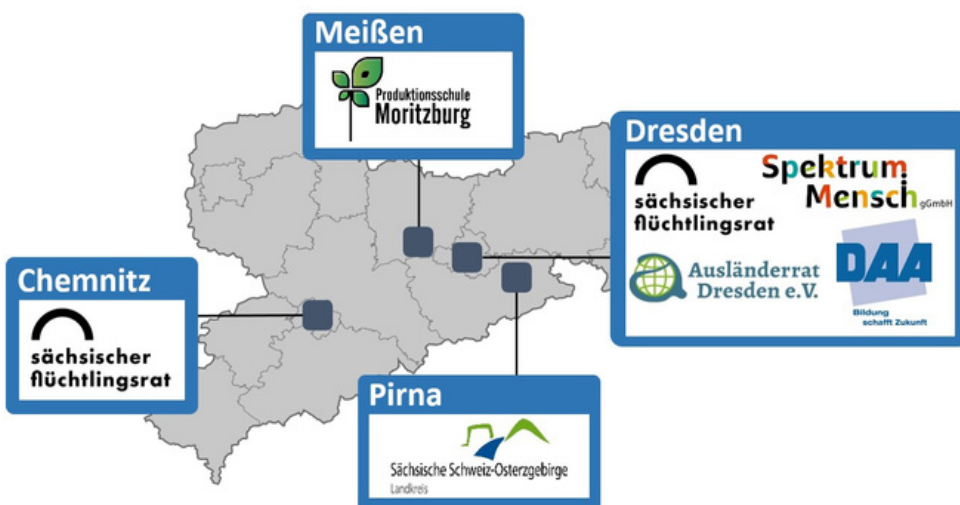 Meißen
Produktionsschule
Moritzburg
Dresden
sächsischer
flüchtlingsrat
Spektrum
Mensch gGmbH
Ausländerrat
Dresden e.V.
DAA
Bildung
schafft Zukunft
Chemnitz
sächsischer
flüchtlingsrat
Pirna
Sächsische Schweiz-Osterzgebirge
Landkreis